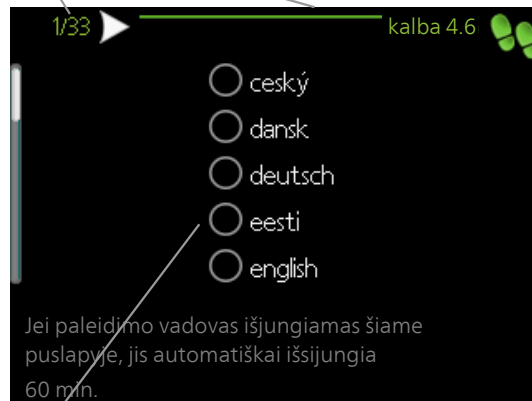 1/33 kalba 4.6
ceský
dansk
deutsch
eesti
english
Jei paleidimo vadovas išjungiamas šiame
puslapyje, jis automatiškai išsijungia
60 min.